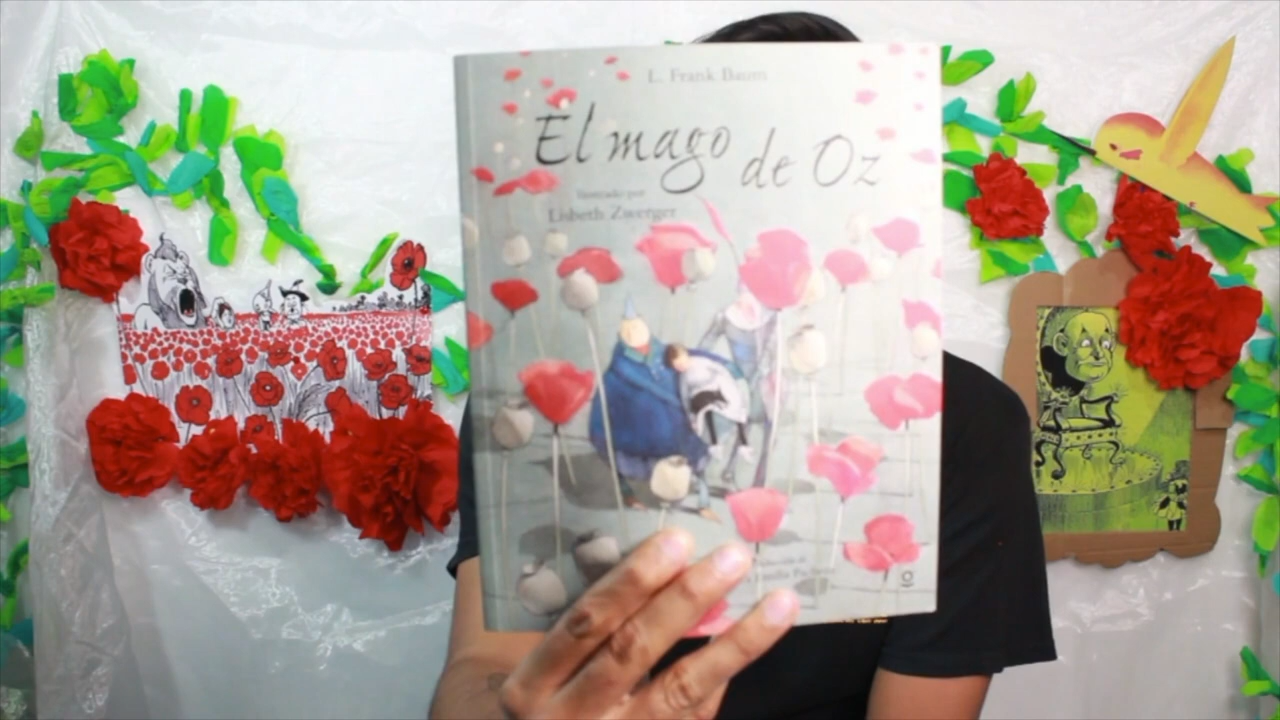 L. Frank Baum
El mago
de Oz
Ilustrado por
Lisbeth Zwerger